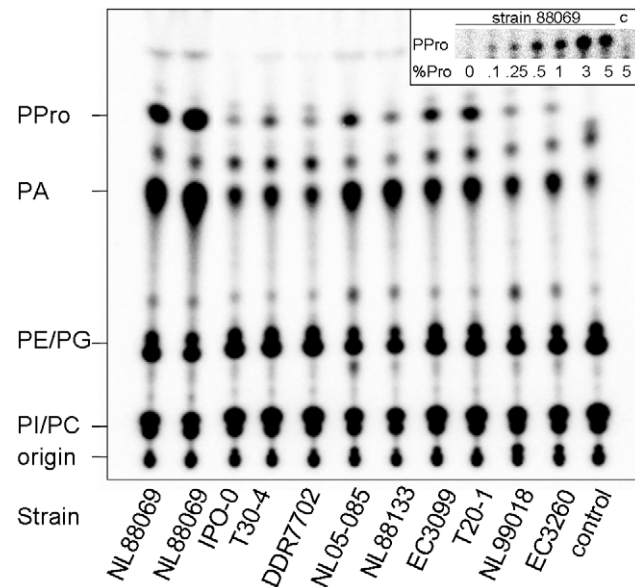 strain 88069 c
PPro
%Pro 0 .1 .25 .5 1 3 5 5
PPro
PA
PE/PG
PI/PC
origin
Strain
NL88069
NL88069
IPO-0
T30-4
DDR7702
NL05-085
NL88133
EC3099
T20-1
NL99018
EC3260
control